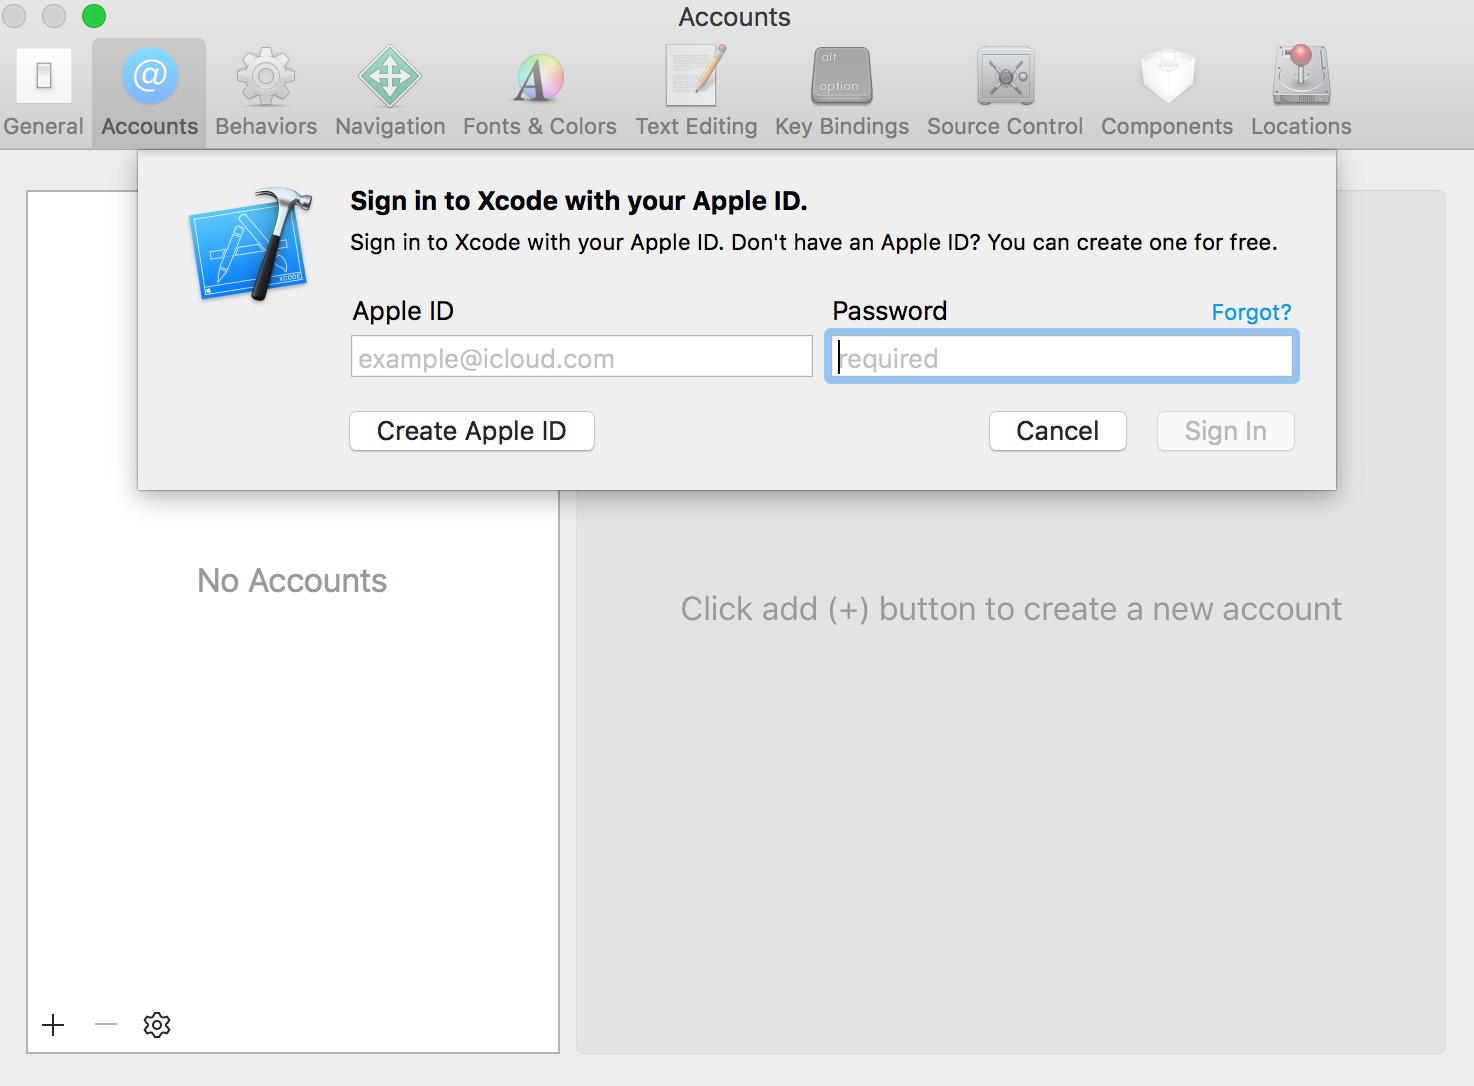 Accounts
alt
option
General Accounts Behaviors Navigation Fonts & Colors Text Editing Key Bindings Source Control Components Locations
Sign in to Xcode with your Apple ID.
Sign in to Xcode with your Apple ID. Don't have an Apple ID? You can create one for free.
XCODE
Apple ID Password Forgot?
example@icloud.com required
Create Apple ID Cancel Sign In
No Accounts
Click add (+) button to create a new account